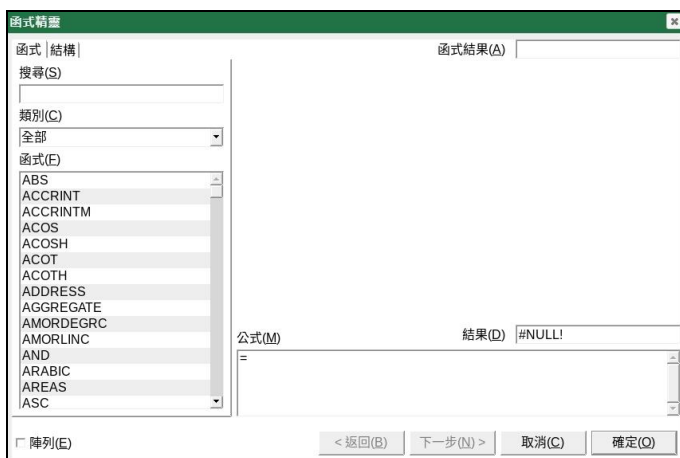 函式精靈
函式 結構
函式結果(A)
搜尋(S)
類別(C)
全部
函式(F)
ABS
ACCRINT
ACCRINTM
ACOS
ACOSH
ACOT
ACOTH
ADDRESS
AGGREGATE
AMORDEGRC
AMORLINC
AND
ARABIC
AREAS
ASC
公式(M)
結果(D) #NULL!
=
陣列(E)
< 返回(B) 下一步(N) > 取消(C) 確定(O)